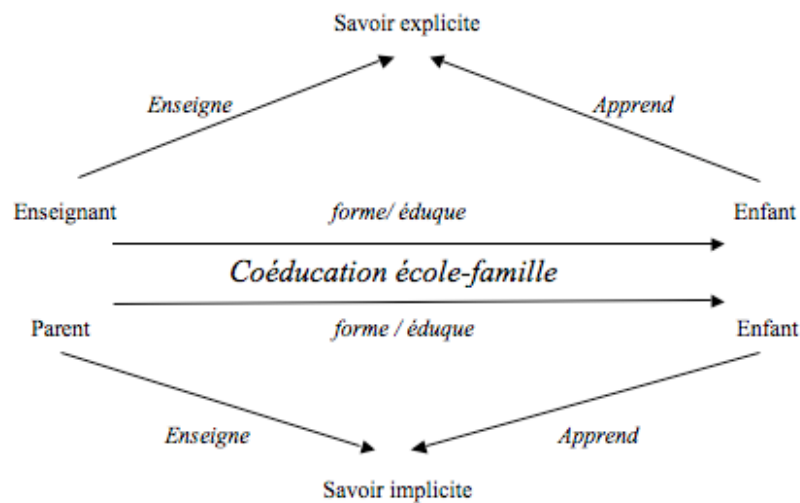 Savoir explicite
Enseigne
Apprend
Enseignant
forme/ éduque
Enfant
Coéducation école-famille
Parent
forme / éduque
Enfant
Enseigne
Apprend
Savoir implicite